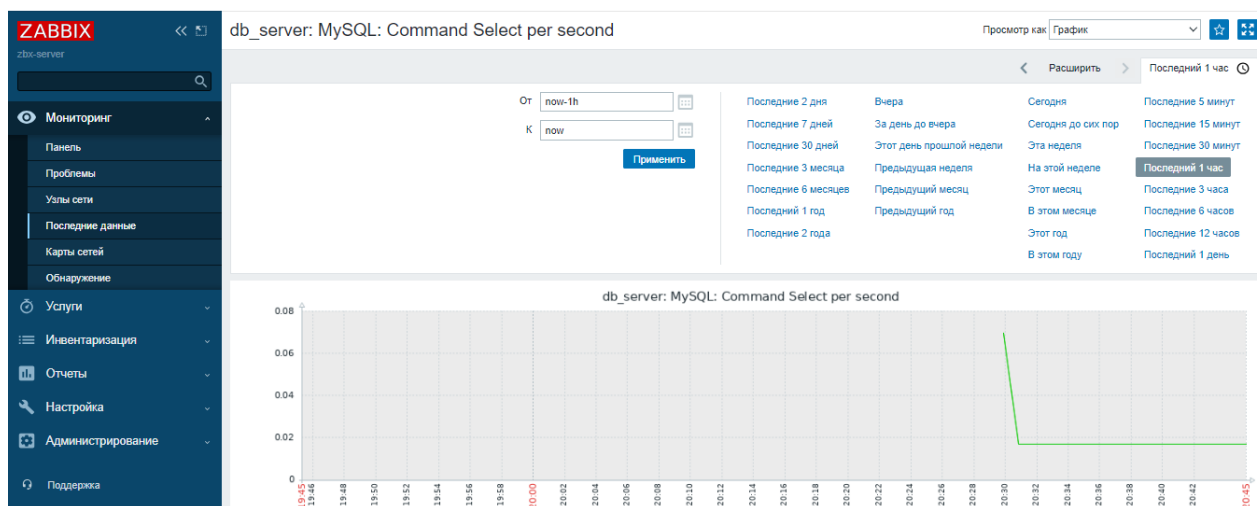 ZABBIX
zbx-server
Мониторинг
Панель
Проблемы
Узлы сети
Последние данные
Карты сетей
Обнаружение
Услуги
Инвентаризация
Отчеты
Настройка
Администрирование
Поддержка
db_server: MySQL: Command Select per second
Просмотр как График
Расширить Последний 1 час
От now-1h
К now
Применить
Последние 2 дня Вчера Сегодня Последние 5 минут
Последние 7 дней За день до вчера Сегодня до сих пор Последние 15 минут
Последние 30 дней Этот день прошлой недели Эта неделя Последние 30 минут
Последние 3 месяца Предыдущая неделя На этой неделе Последний 1 час
Последние 6 месяцев Предыдущий месяц Этот месяц Последние 3 часа
Последний 1 год Предыдущий год В этом месяце Последние 6 часов
Последние 2 года Этот год Последние 12 часов
В этом году Последний 1 день
db_server: MySQL: Command Select per second
0.08
0.06
0.04
0.02
0
19:45 19:46 19:48 19:50 19:52 19:54 19:56 19:58 20:00 20:02 20:04 20:06 20:08 20:10 20:12 20:14 20:16 20:18 20:20 20:22 20:24 20:26 20:28 20:30 20:32 20:34 20:36 20:38 20:40 20:42 20:45